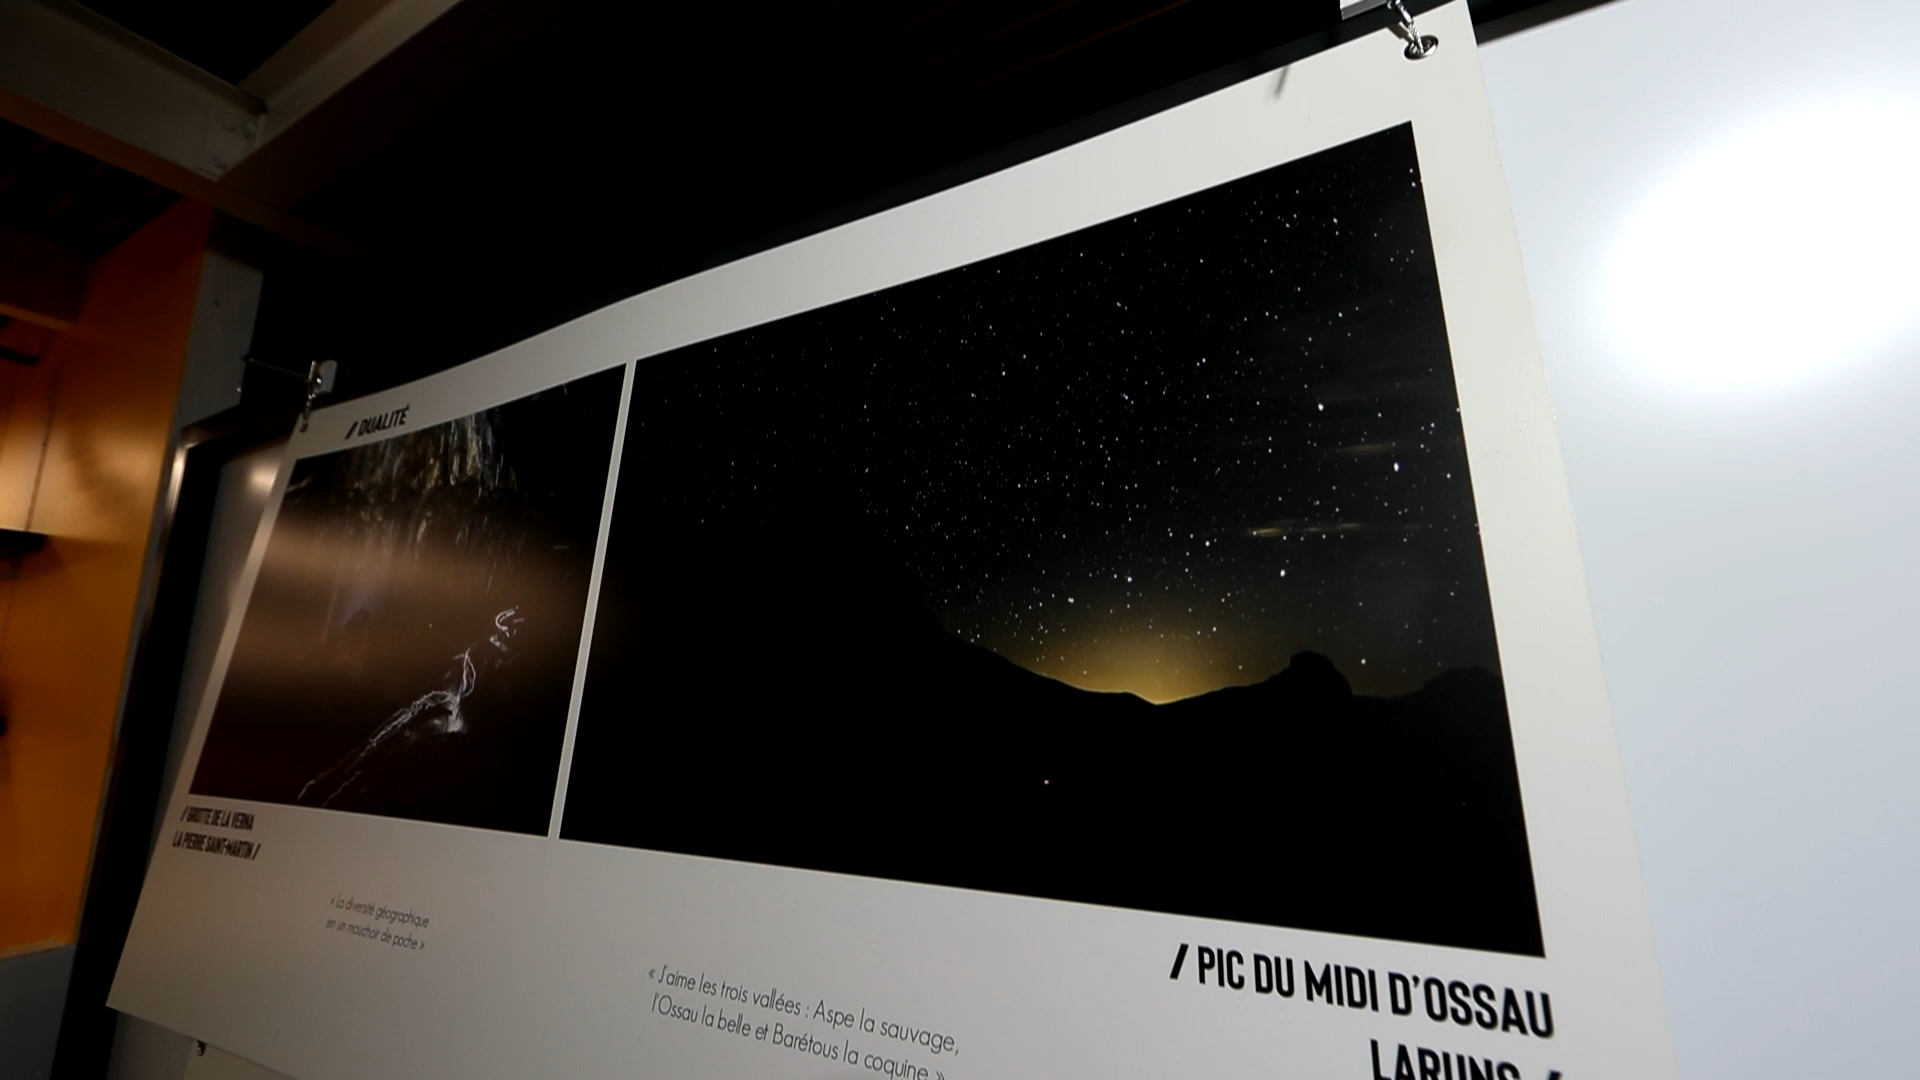 / DUALITÉ
/ GROTTE DE LA VERNA
LA PIERRE SAINT-MARTIN /
« La diversité géographique
en un mouchoir de poche »
« J'aime les trois vallées : Aspe la sauvage,
l'Ossau la belle et Barétous la coquine »
/ PIC DU MIDI D'OSSAU
LARUNS /